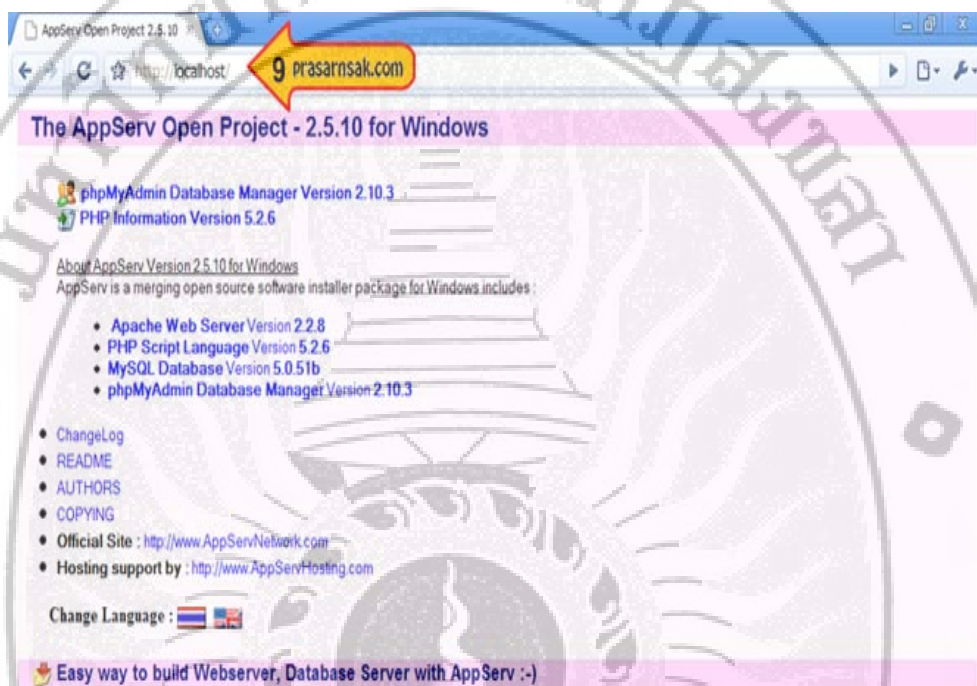 AppServ Open Project 2.5.10
http://localhost/
9 prasarnsak.com
The AppServ Open Project - 2.5.10 for Windows
phpMyAdmin Database Manager Version 2.10.3
PHP Information Version 5.2.6
About AppServ Version 2.5.10 for Windows
AppServ is a merging open source software installer package for Windows includes :
Apache Web Server Version 2.2.8
PHP Script Language Version 5.2.6
MySQL Database Version 5.0.51b
phpMyAdmin Database Manager Version 2.10.3
ChangeLog
README
AUTHORS
COPYING
Official Site : http://www.AppServNetwork.com
Hosting support by : http://www.AppServHosting.com
Change Language :
Easy way to build Webserver, Database Server with AppServ :-)